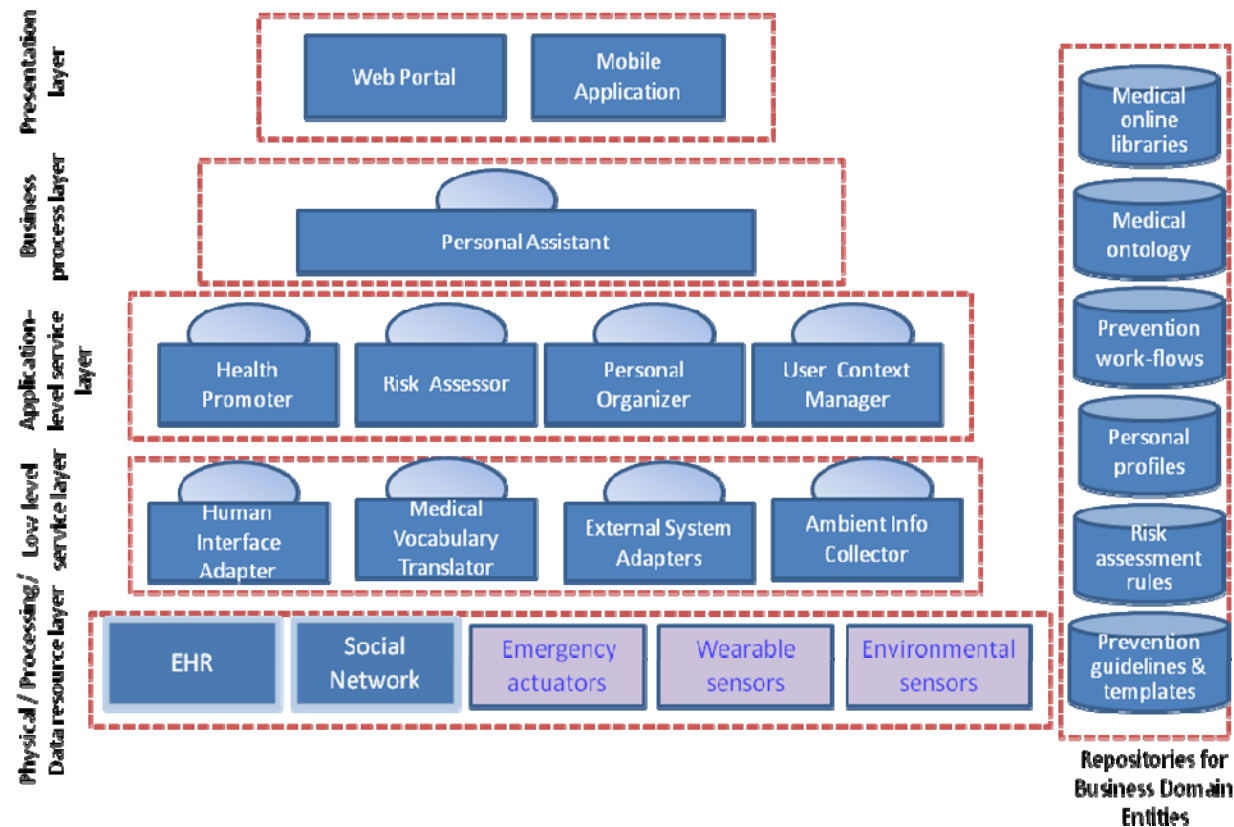 Presentation
layer
Web Portal
Mobile
Application
Business
process layer
Personal Assistant
Application-
level service
layer
Health
Promoter
Risk Assessor
Personal
Organizer
User Context
Manager
Low level
service layer
Human
Interface
Adapter
Medical
Vocabulary
Translator
External System
Adapters
Ambient Info
Collector
Physical / Processing/
Data resource layer
EHR
Social
Network
Emergency
actuators
Wearable
sensors
Environmental
sensors
Medical
online
libraries
Medical
ontology
Prevention
work-flows
Personal
profiles
Risk
assessment
rules
Prevention
guidelines &
templates
Repositories for
Business Domain
Entities